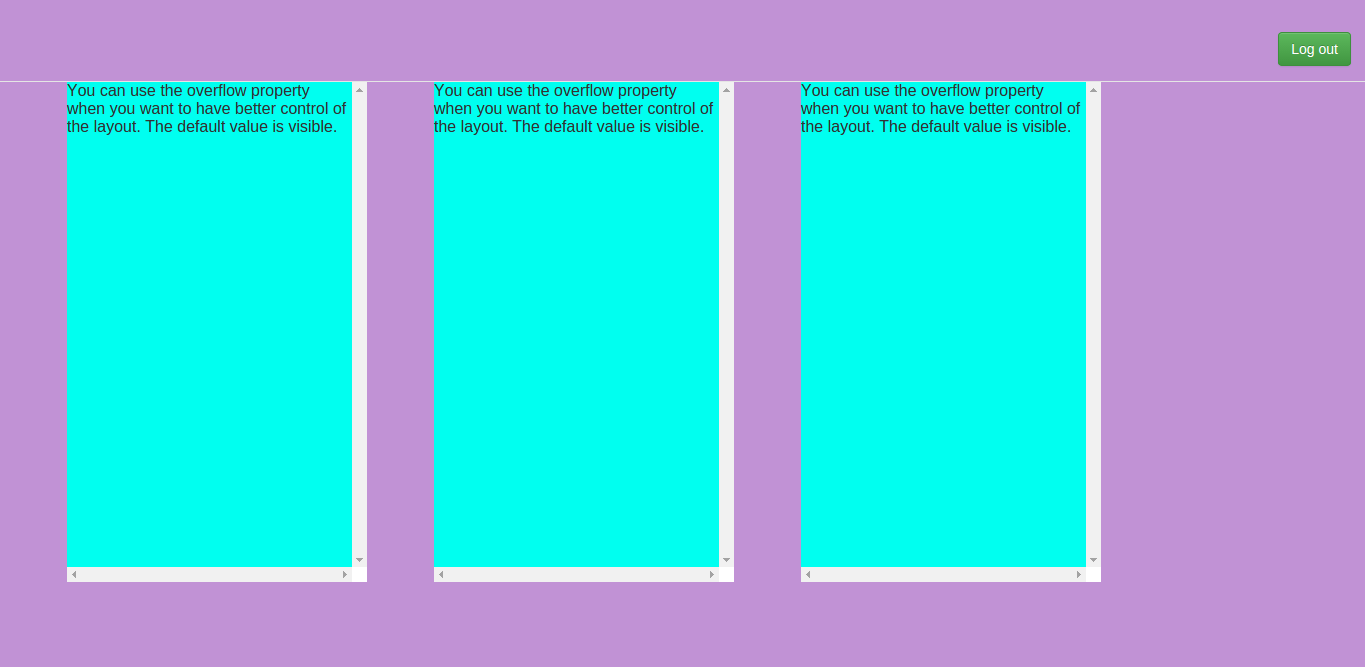 Log out
You can use the overflow property
when you want to have better control of
the layout. The default value is visible.
You can use the overflow property
when you want to have better control of
the layout. The default value is visible.
You can use the overflow property
when you want to have better control of
the layout. The default value is visible.